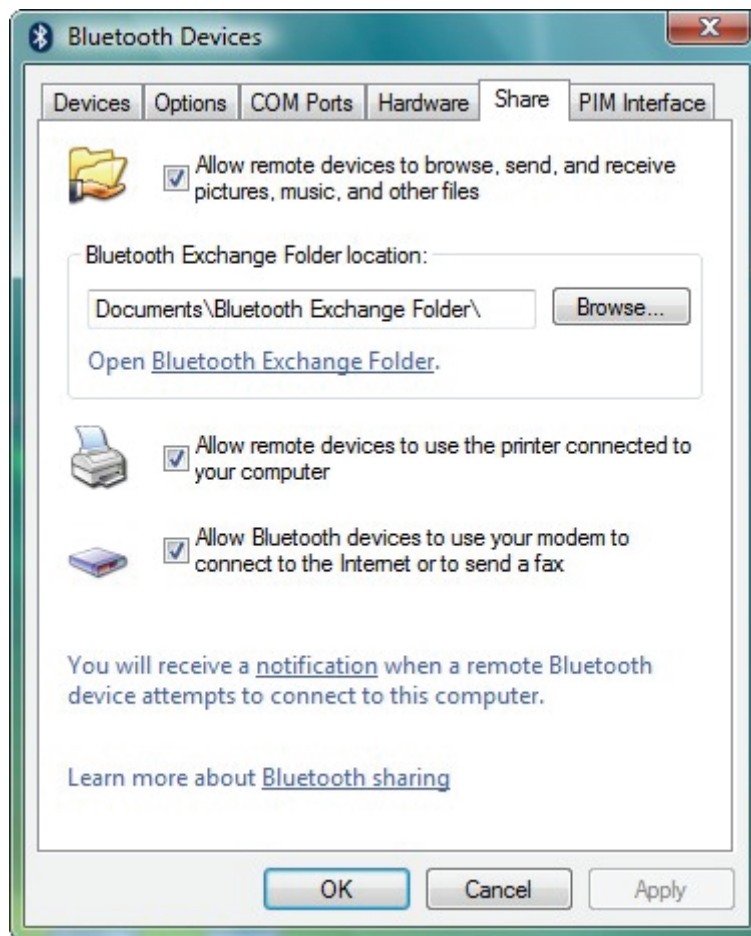 Bluetooth Devices
Devices Options COM Ports Hardware Share PIM Interface
Allow remote devices to browse, send, and receive
pictures, music, and other files
Bluetooth Exchange Folder location:
Documents\Bluetooth Exchange Folder\ Browse...
Open Bluetooth Exchange Folder.
Allow remote devices to use the printer connected to
your computer
Allow Bluetooth devices to use your modem to
connect to the Internet or to send a fax
You will receive a notification when a remote Bluetooth
device attempts to connect to this computer.
Learn more about Bluetooth sharing
OK Cancel Apply